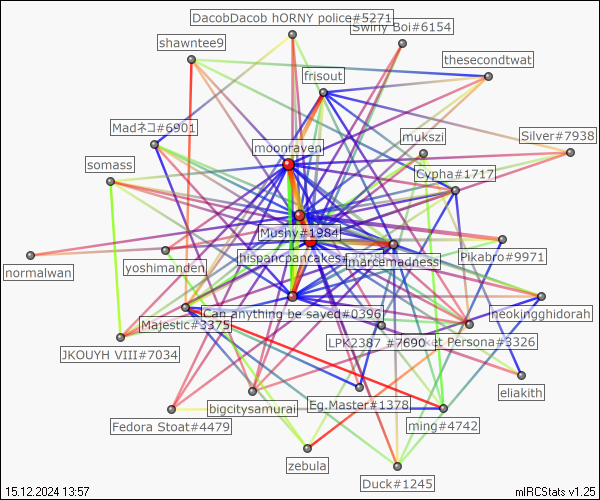 DacobDacob hORNY police#5271
Swirly Boi#6154
shawntee9
thesecondtwat
frisout
Madネコ#6901
mukszi
Silver#7938
moonraven
somass
Cypha#1717
Musny#1984
Pikabro#9971
hispancpancakes
marcemadness
normalwan
yoshimanden
neokingghidorah
Can anything be saved#0396
Majestic#3375
LPK2387 #7690
ket Persona#3326
JKOUYH VIII#7034
eliakith
bigcitysamurai
Eg.Master#1378
Fedora Stoat#4479
ming#4742
zebula
Duck#1245
15.12.2024 13:57
mIRCStats v1.25